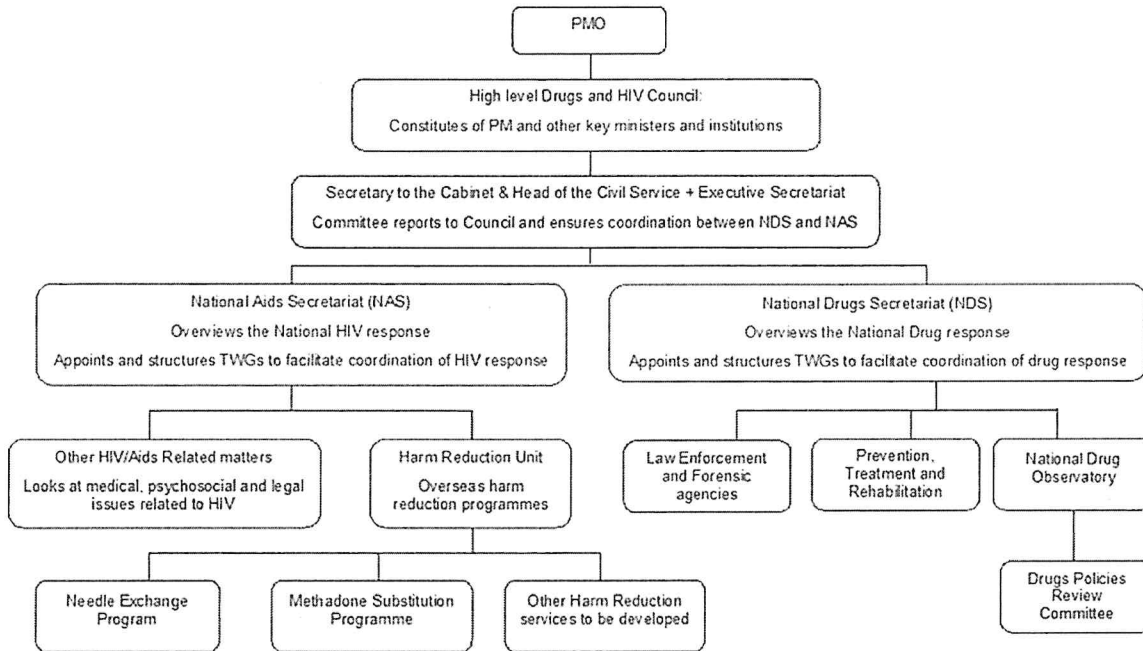 PMO
High level Drugs and HIV Council:
Constitutes of PM and other key ministers and institutions
Secretary to the Cabinet & Head of the Civil Service + Executive Secretariat
Committee reports to Council and ensures coordination between NDS and NAS
National Aids Secretariat (NAS)
Overviews the National HIV response
Appoints and structures TWGs to facilitate coordination of HIV response
National Drugs Secretariat (NDS)
Overviews the National Drug response
Appoints and structures TWGs to facilitate coordination of drug response
Other HIV/Aids Related matters
Looks at medical, psychosocial and legal
issues related to HIV
Harm Reduction Unit
Overseas harm
reduction programmes
Law Enforcement
and Forensic
agencies
Prevention,
Treatment and
Rehabilitation
National Drug
Observatory
Needle Exchange
Program
Methadone Substitution
Programme
Other Harm Reduction
services to be developed
Drugs Policies
Review
Committee